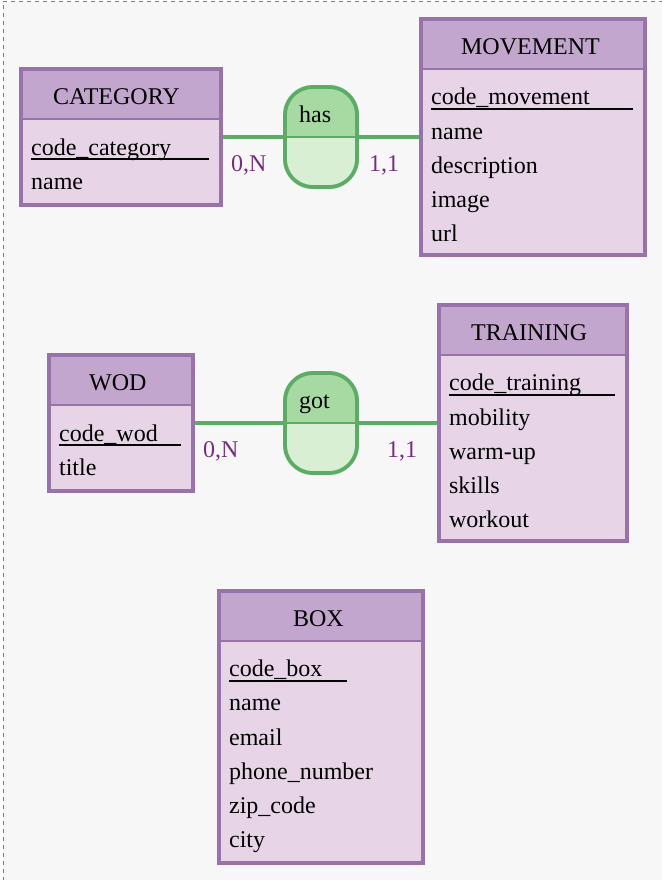 CATEGORY
code_category
name
has
0,N
1,1
MOVEMENT
code_movement
name
description
image
url
WOD
code_wod
title
got
0,N
1,1
TRAINING
code_training
mobility
warm-up
skills
workout
BOX
code_box
name
email
phone_number
zip_code
city